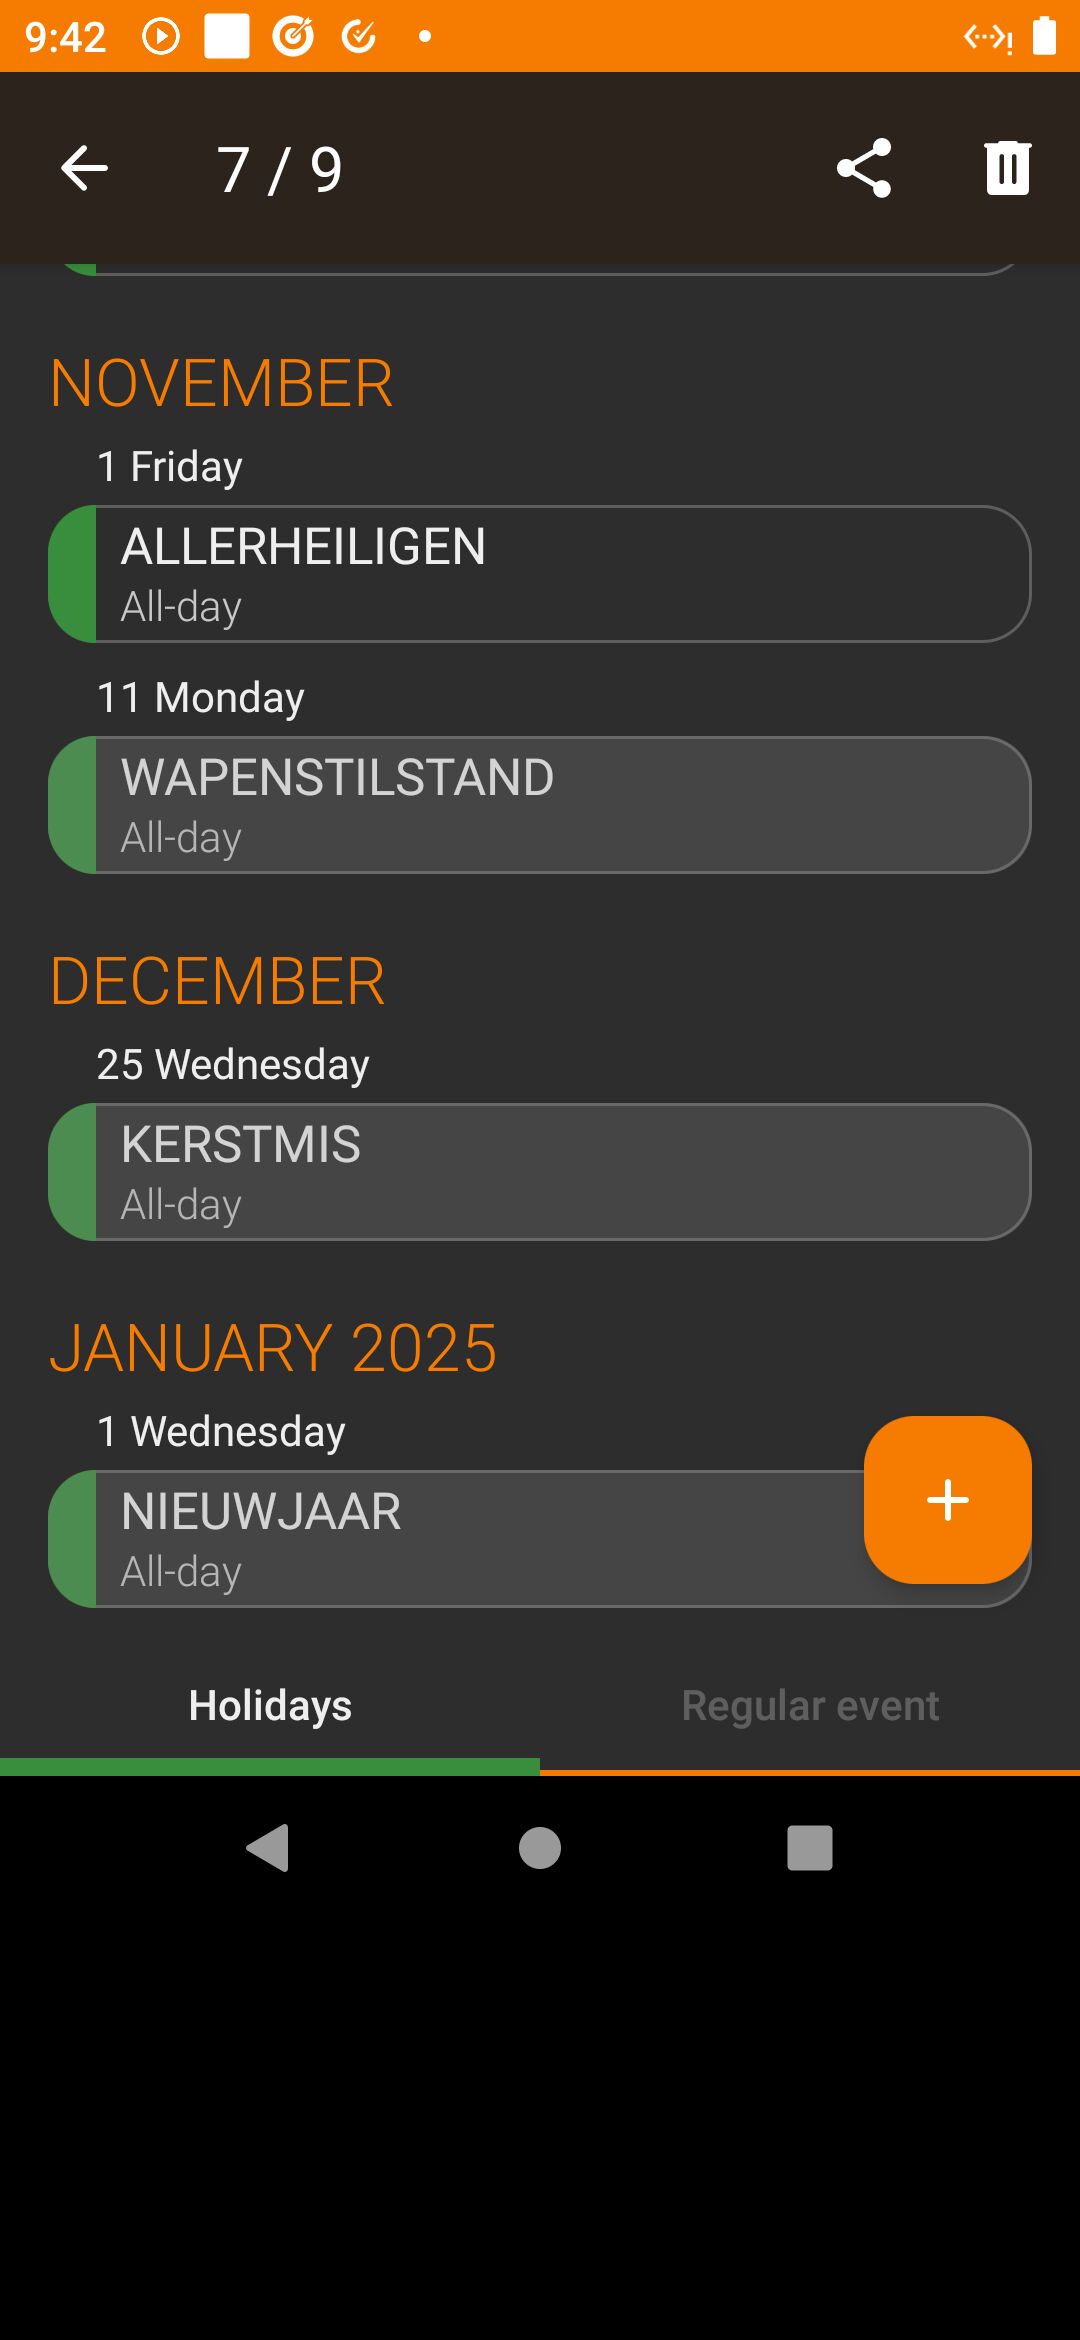 9:42
7 / 9
NOVEMBER
1 Friday
ALLERHEILIGEN
All-day
11 Monday
WAPENSTILSTAND
All-day
DECEMBER
25 Wednesday
KERSTMIS
All-day
JANUARY 2025
1 Wednesday
NIEUWJAAR
All-day
Holidays
Regular event